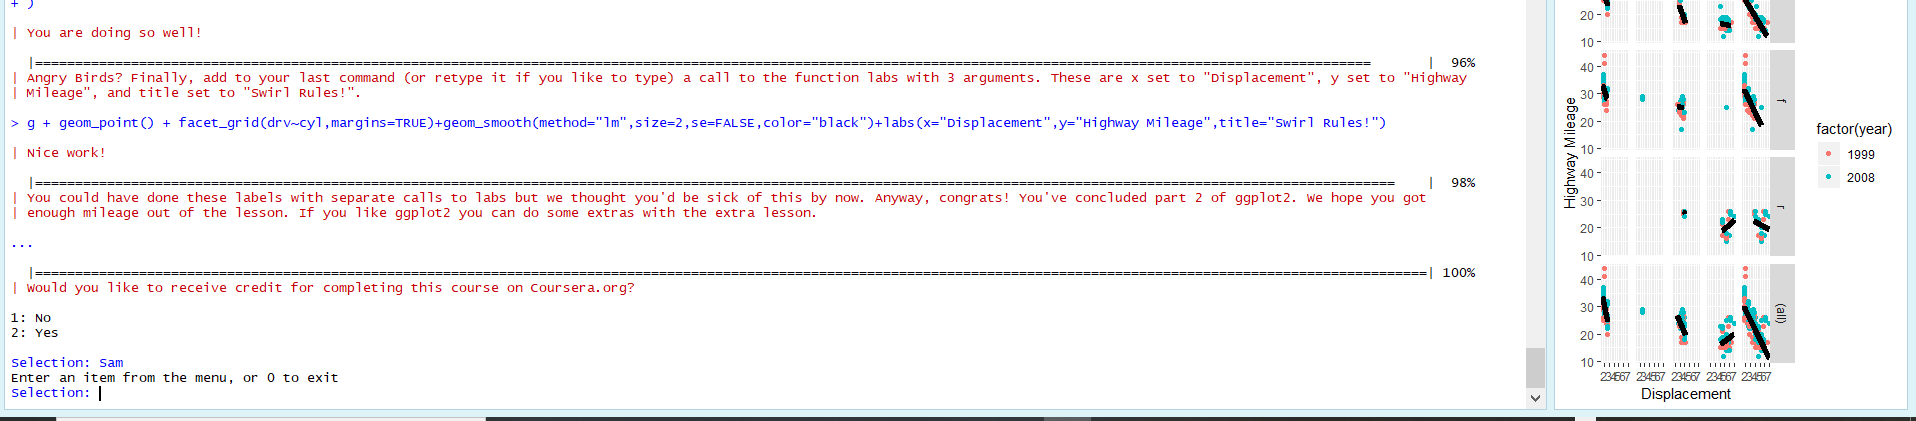 + )
| You are doing so well!
|======================================================================| 96%
| Angry Birds? Finally, add to your last command (or retype it if you like to type) a call to the function labs with 3 arguments. These are x set to "Displacement", y set to "Highway
| Mileage", and title set to "Swirl Rules!".
> g + geom_point() + facet_grid(drv~cyl,margins=TRUE)+geom_smooth(method="lm",size=2,se=FALSE,color="black")+labs(x="Displacement",y="Highway Mileage",title="Swirl Rules!")
| Nice work!
|======================================================================| 98%
| You could have done these labels with separate calls to labs but we thought you'd be sick of this by now. Anyway, congrats! You've concluded part 2 of ggplot2. We hope you got
| enough mileage out of the lesson. If you like ggplot2 you can do some extras with the extra lesson.
...
|======================================================================| 100%
| Would you like to receive credit for completing this course on Coursera.org?
1: No
2: Yes
Selection: Sam
Enter an item from the menu, or 0 to exit
Selection:
20
10
40
30
20
10
f
40
30
20
10
r
40
30
20
10
(all)
234567 234567 234567 234567 234567
Displacement
Highway Mileage
factor(year)
1999
2008